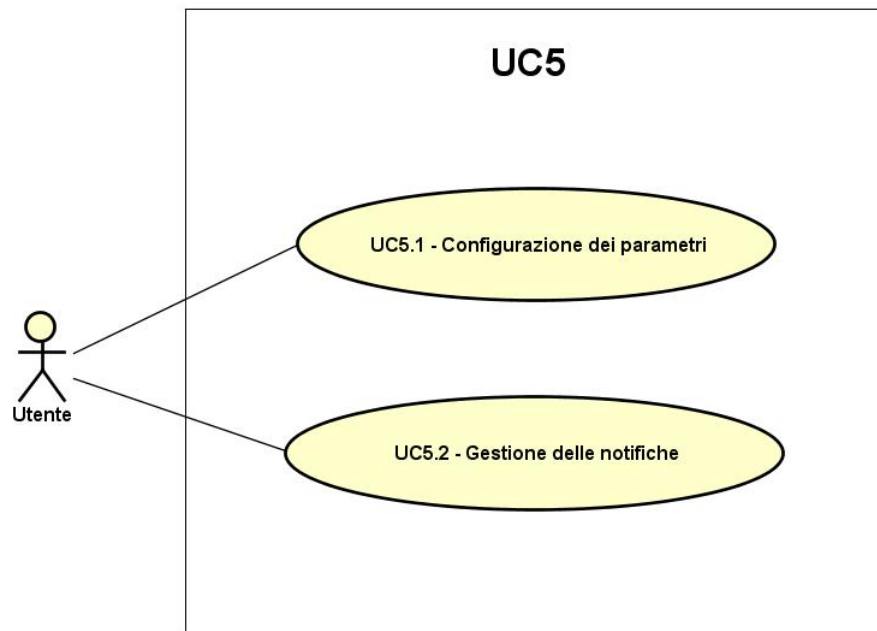 UC5
UC5.1 - Configurazione dei parametri
Utente
UC5.2 - Gestione delle notifiche